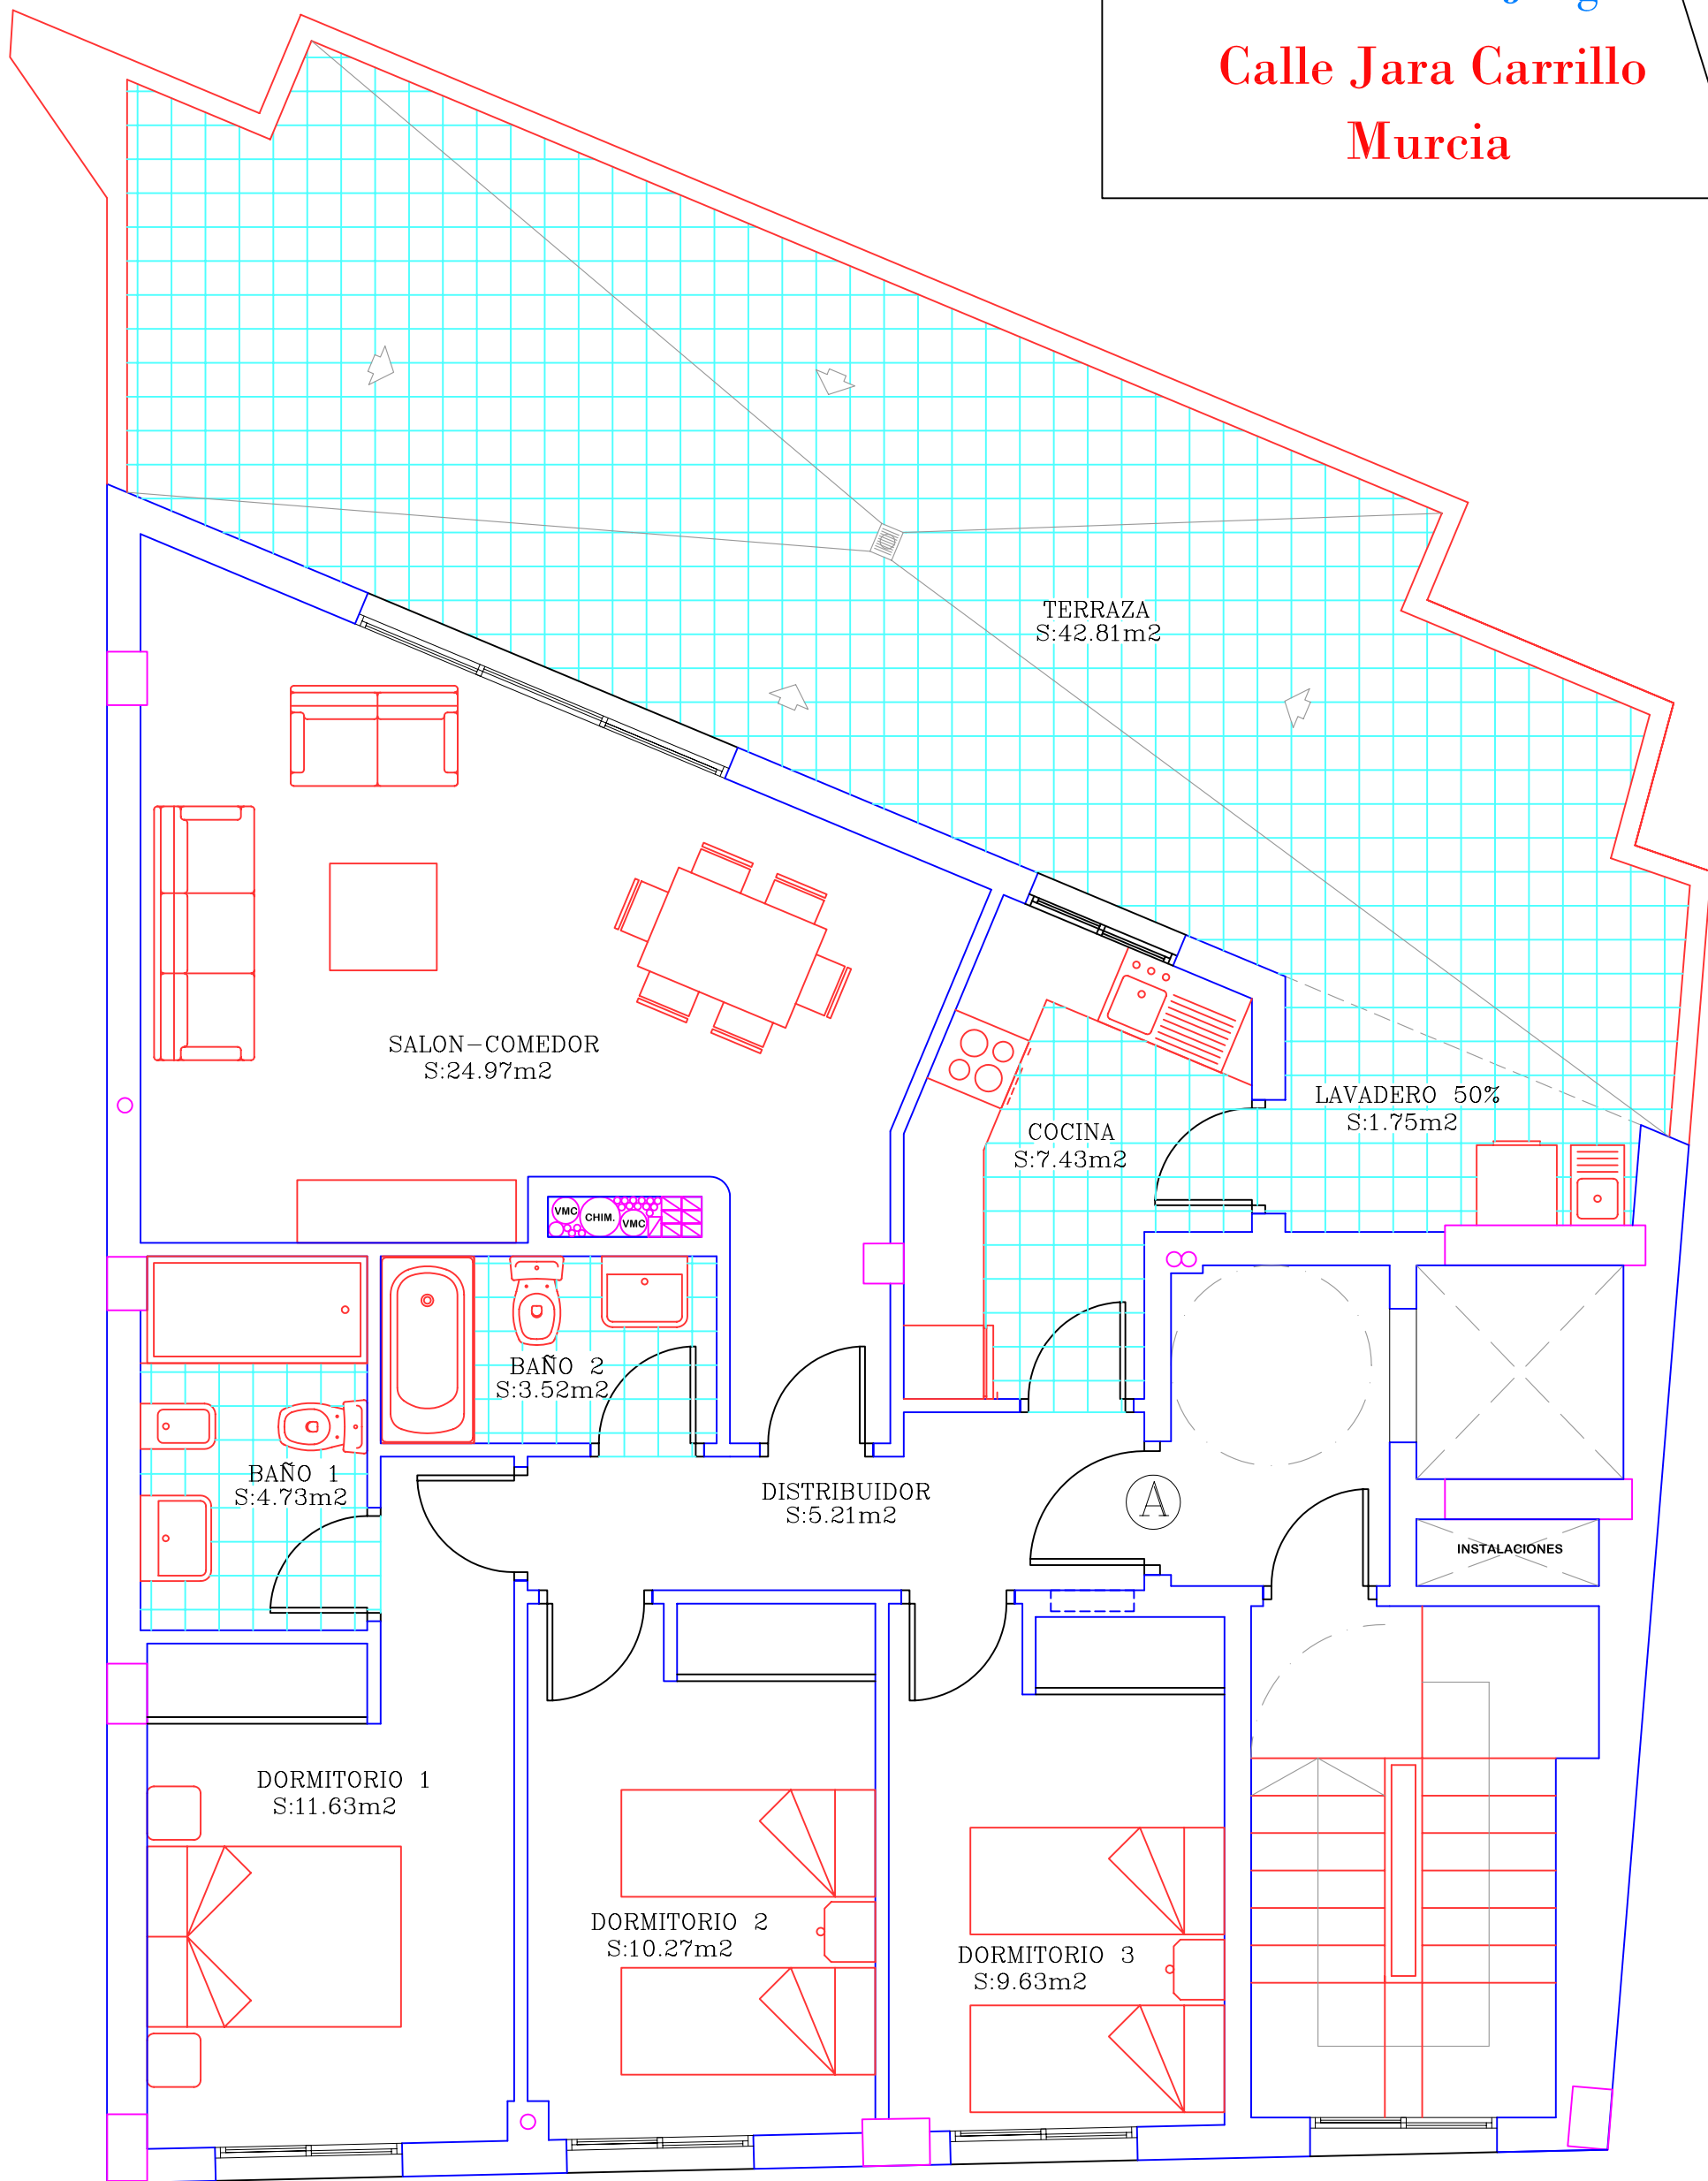 Calle Jara Carrillo
Murcia
TERRAZA
S:42.81m2
SALON-COMEDOR
S:24.97m2
LAVADERO 50%
S:1.75m2
COCINA
S:7.43m2
VMC
CHIM.
VMC
BAÑO 2
S:3.52m2
BAÑO 1
S:4.73m2
DISTRIBUIDOR
S:5.21m2
A
INSTALACIONES
DORMITORIO 1
S:11.63m2
DORMITORIO 2
S:10.27m2
DORMITORIO 3
S:9.63m2